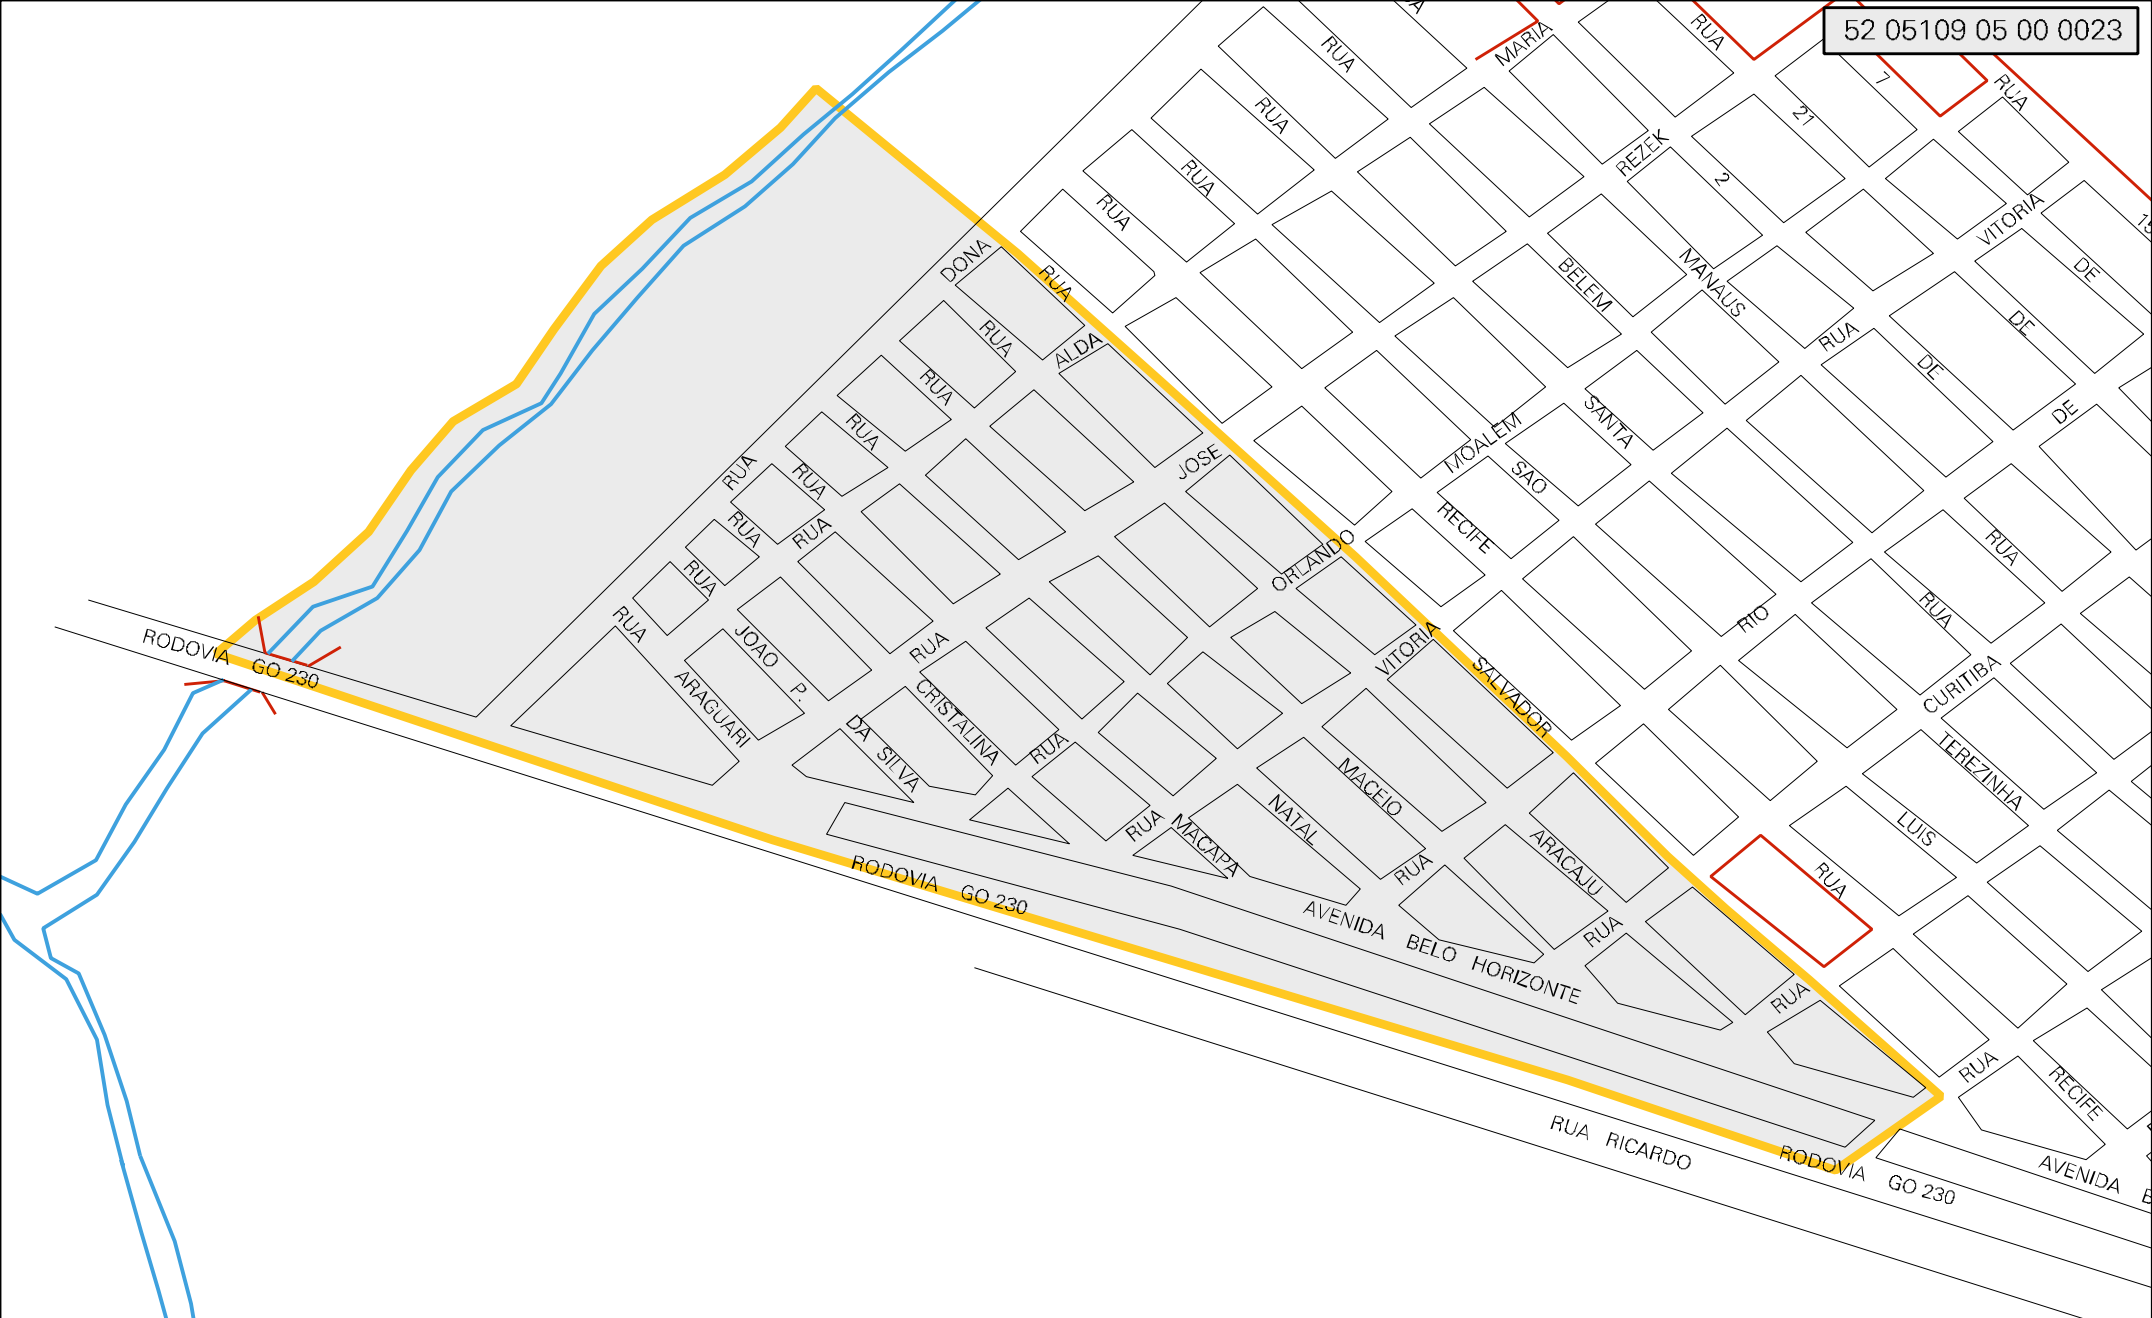 52 05109 05 00 0023
RUA
MARIA
RUA
7
RUA
RUA
21
REZEK
2
RUA
VITORIA
RUA
DONA
RUA
BELEM
MANAUS
DE
RUA
ALDA
RUA
DE
DE
RUA
JOSE
MOALEM
SANTA
DE
RUA
RUA
RUA
SAO
RECIFE
RUA
RUA
RUA
ORLANDO
RUA
RUA
RUA
RUA
JOAO P.
DA SILVA
RUA
VITORIA
RIO
RODOVIA GO 230
ARAGUARI
CRISTALINA
SALVADOR
CURITIBA
RUA
MACEIO
TEREZINHA
RUA
MACAPA
NATAL
ARACAJU
LUIS
RUA
RODOVIA GO 230
RUA
AVENIDA BELO HORIZONTE
RUA
RUA
RUA
RECIFE
RUA RICARDO
RODOVIA GO 230
AVENIDA